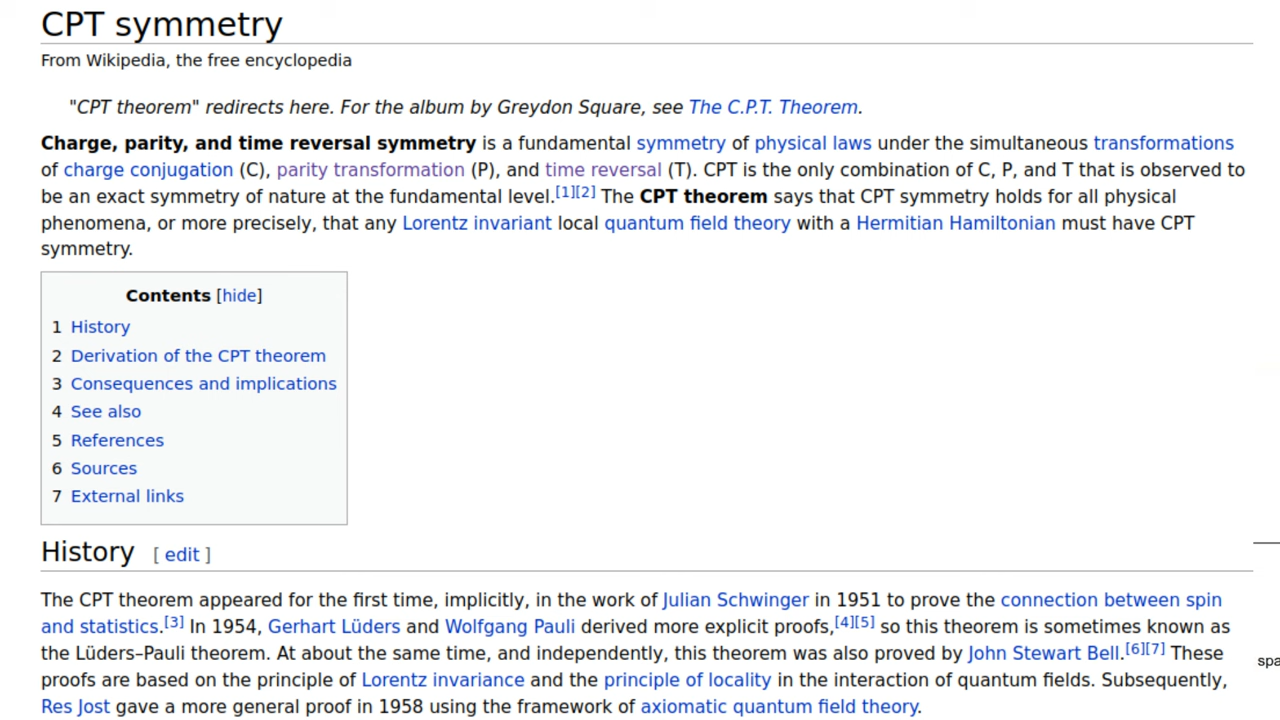 CPT symmetry
From Wikipedia, the free encyclopedia
"CPT theorem" redirects here. For the album by Greydon Square, see The C.P.T. Theorem.
Charge, parity, and time reversal symmetry is a fundamental symmetry of physical laws under the simultaneous transformations
of charge conjugation (C), parity transformation (P), and time reversal (T). CPT is the only combination of C, P, and T that is observed to
be an exact symmetry of nature at the fundamental level.[1][2] The CPT theorem says that CPT symmetry holds for all physical
phenomena, or more precisely, that any Lorentz invariant local quantum field theory with a Hermitian Hamiltonian must have CPT
symmetry.
Contents [hide]
1 History
2 Derivation of the CPT theorem
3 Consequences and implications
4 See also
5 References
6 Sources
7 External links
History [ edit ]
The CPT theorem appeared for the first time, implicitly, in the work of Julian Schwinger in 1951 to prove the connection between spin
and statistics.[3] In 1954, Gerhart Lüders and Wolfgang Pauli derived more explicit proofs,[4][5] so this theorem is sometimes known as
the Lüders–Pauli theorem. At about the same time, and independently, this theorem was also proved by John Stewart Bell.[6][7] These
proofs are based on the principle of Lorentz invariance and the principle of locality in the interaction of quantum fields. Subsequently,
Res Jost gave a more general proof in 1958 using the framework of axiomatic quantum field theory.